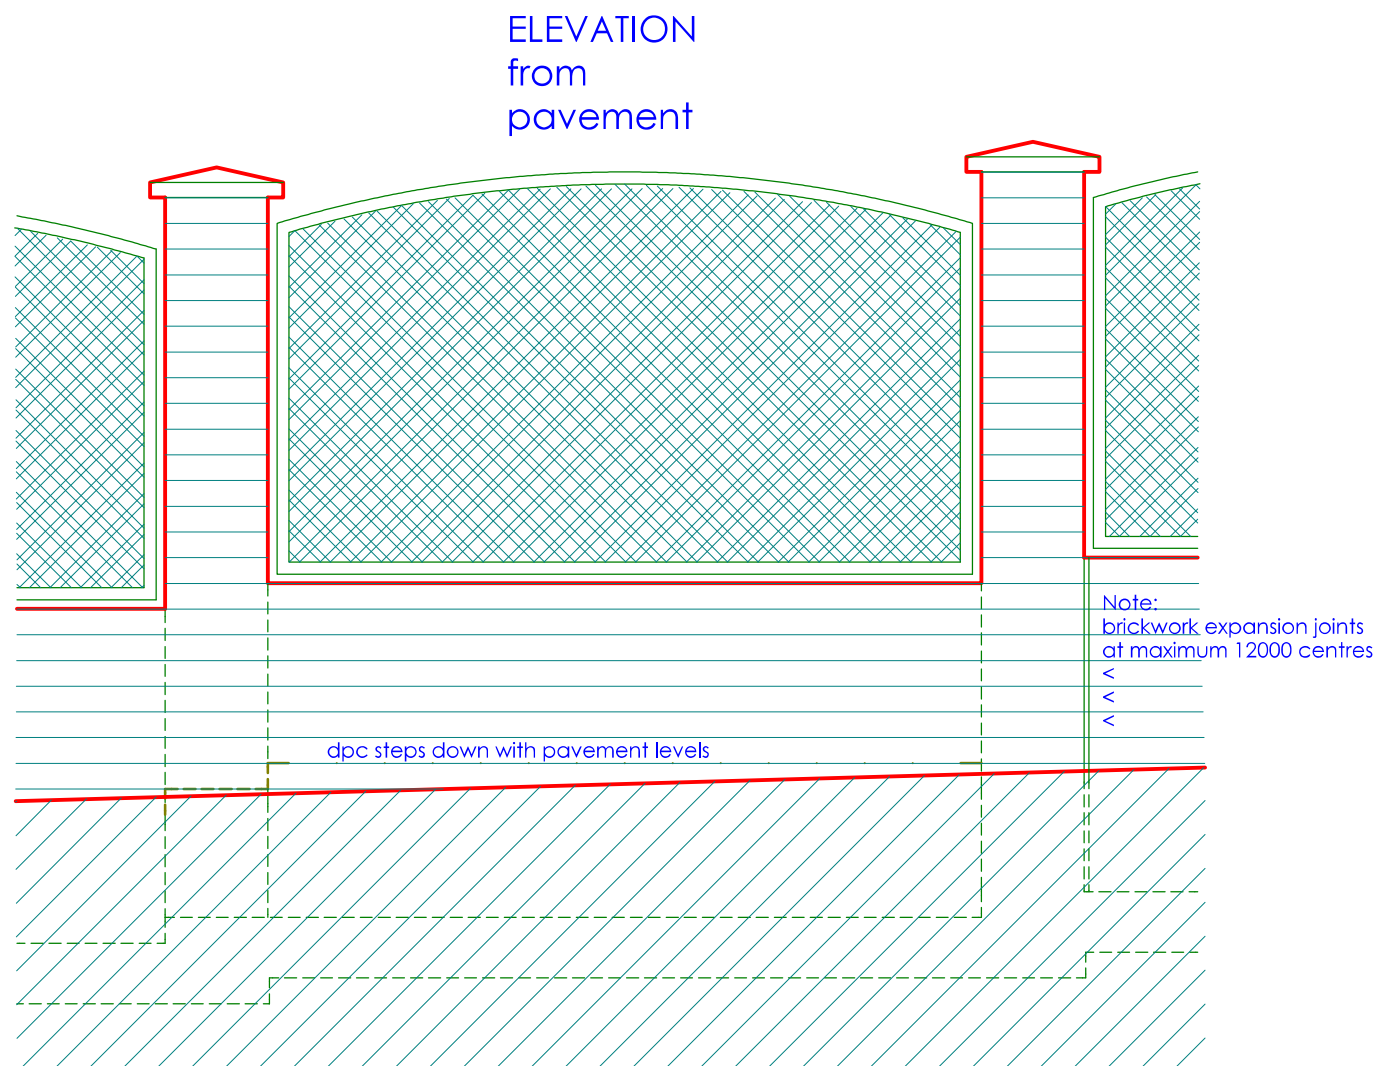 ELEVATION
from
pavement
Note:
brickwork expansion joints
at maximum 12000 centres
<
<
<
dpc steps down with pavement levels